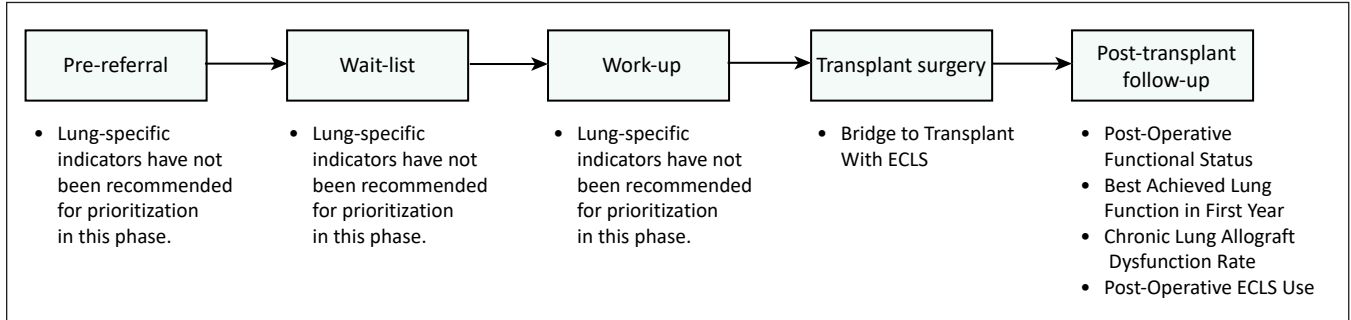 Pre-referral
Wait-list
Work-up
Transplant surgery
Post-transplant
follow-up
• Lung-specific
indicators have not
been recommended
for prioritization
in this phase.
• Lung-specific
indicators have not
been recommended
for prioritization
in this phase.
• Lung-specific
indicators have not
been recommended
for prioritization
in this phase.
• Bridge to Transplant
With ECLS
• Post-Operative
Functional Status
• Best Achieved Lung
Function in First Year
• Chronic Lung Allograft
Dysfunction Rate
• Post-Operative ECLS Use